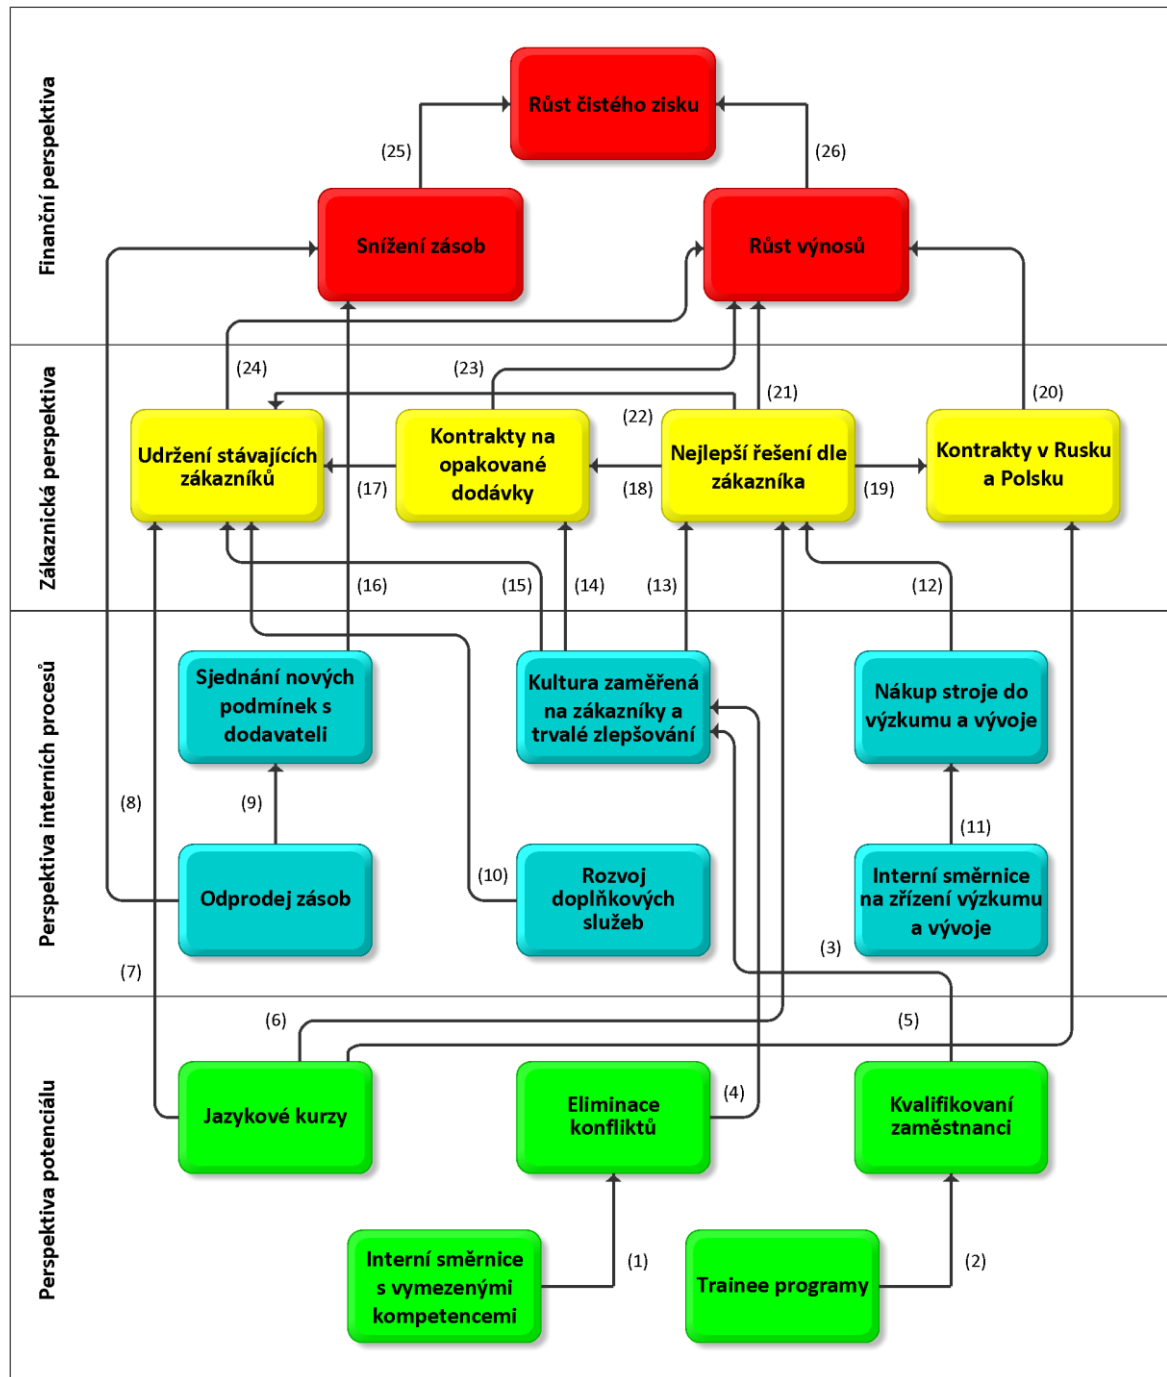 Finanční perspektiva
Růst čistého zisku
(25)
(26)
Snížení zásob
Růst výnosů
Zákaznická perspektiva
(24)
(23)
(21)
(20)
(22)
Udržení stávajících
zákazníků
Kontrakty na
opakované
dodávky
Nejlepší řešení dle
zákazníka
Kontrakty v Rusku
a Polsku
(17)
(18)
(19)
(16)
(15)
(14)
(13)
(12)
Perspektiva interních procesů
Sjednání nových
podmínek s
dodavateli
Kultura zaměřená
na zákazníky a
trvalé zlepšování
Nákup stroje do
výzkumu a vývoje
(8)
(9)
(11)
Odprodej zásob
(10)
Rozvoj
doplňkových
služeb
Interní směrnice
na zřízení výzkumu
a vývoje
(3)
(7)
Perspektiva potenciálu
(6)
(5)
Jazykové kurzy
Eliminace
konfliktů
(4)
Kvalifikovaní
zaměstnanci
Interní směrnice
s vymezenými
kompetencemi
(1)
Trainee programy
(2)